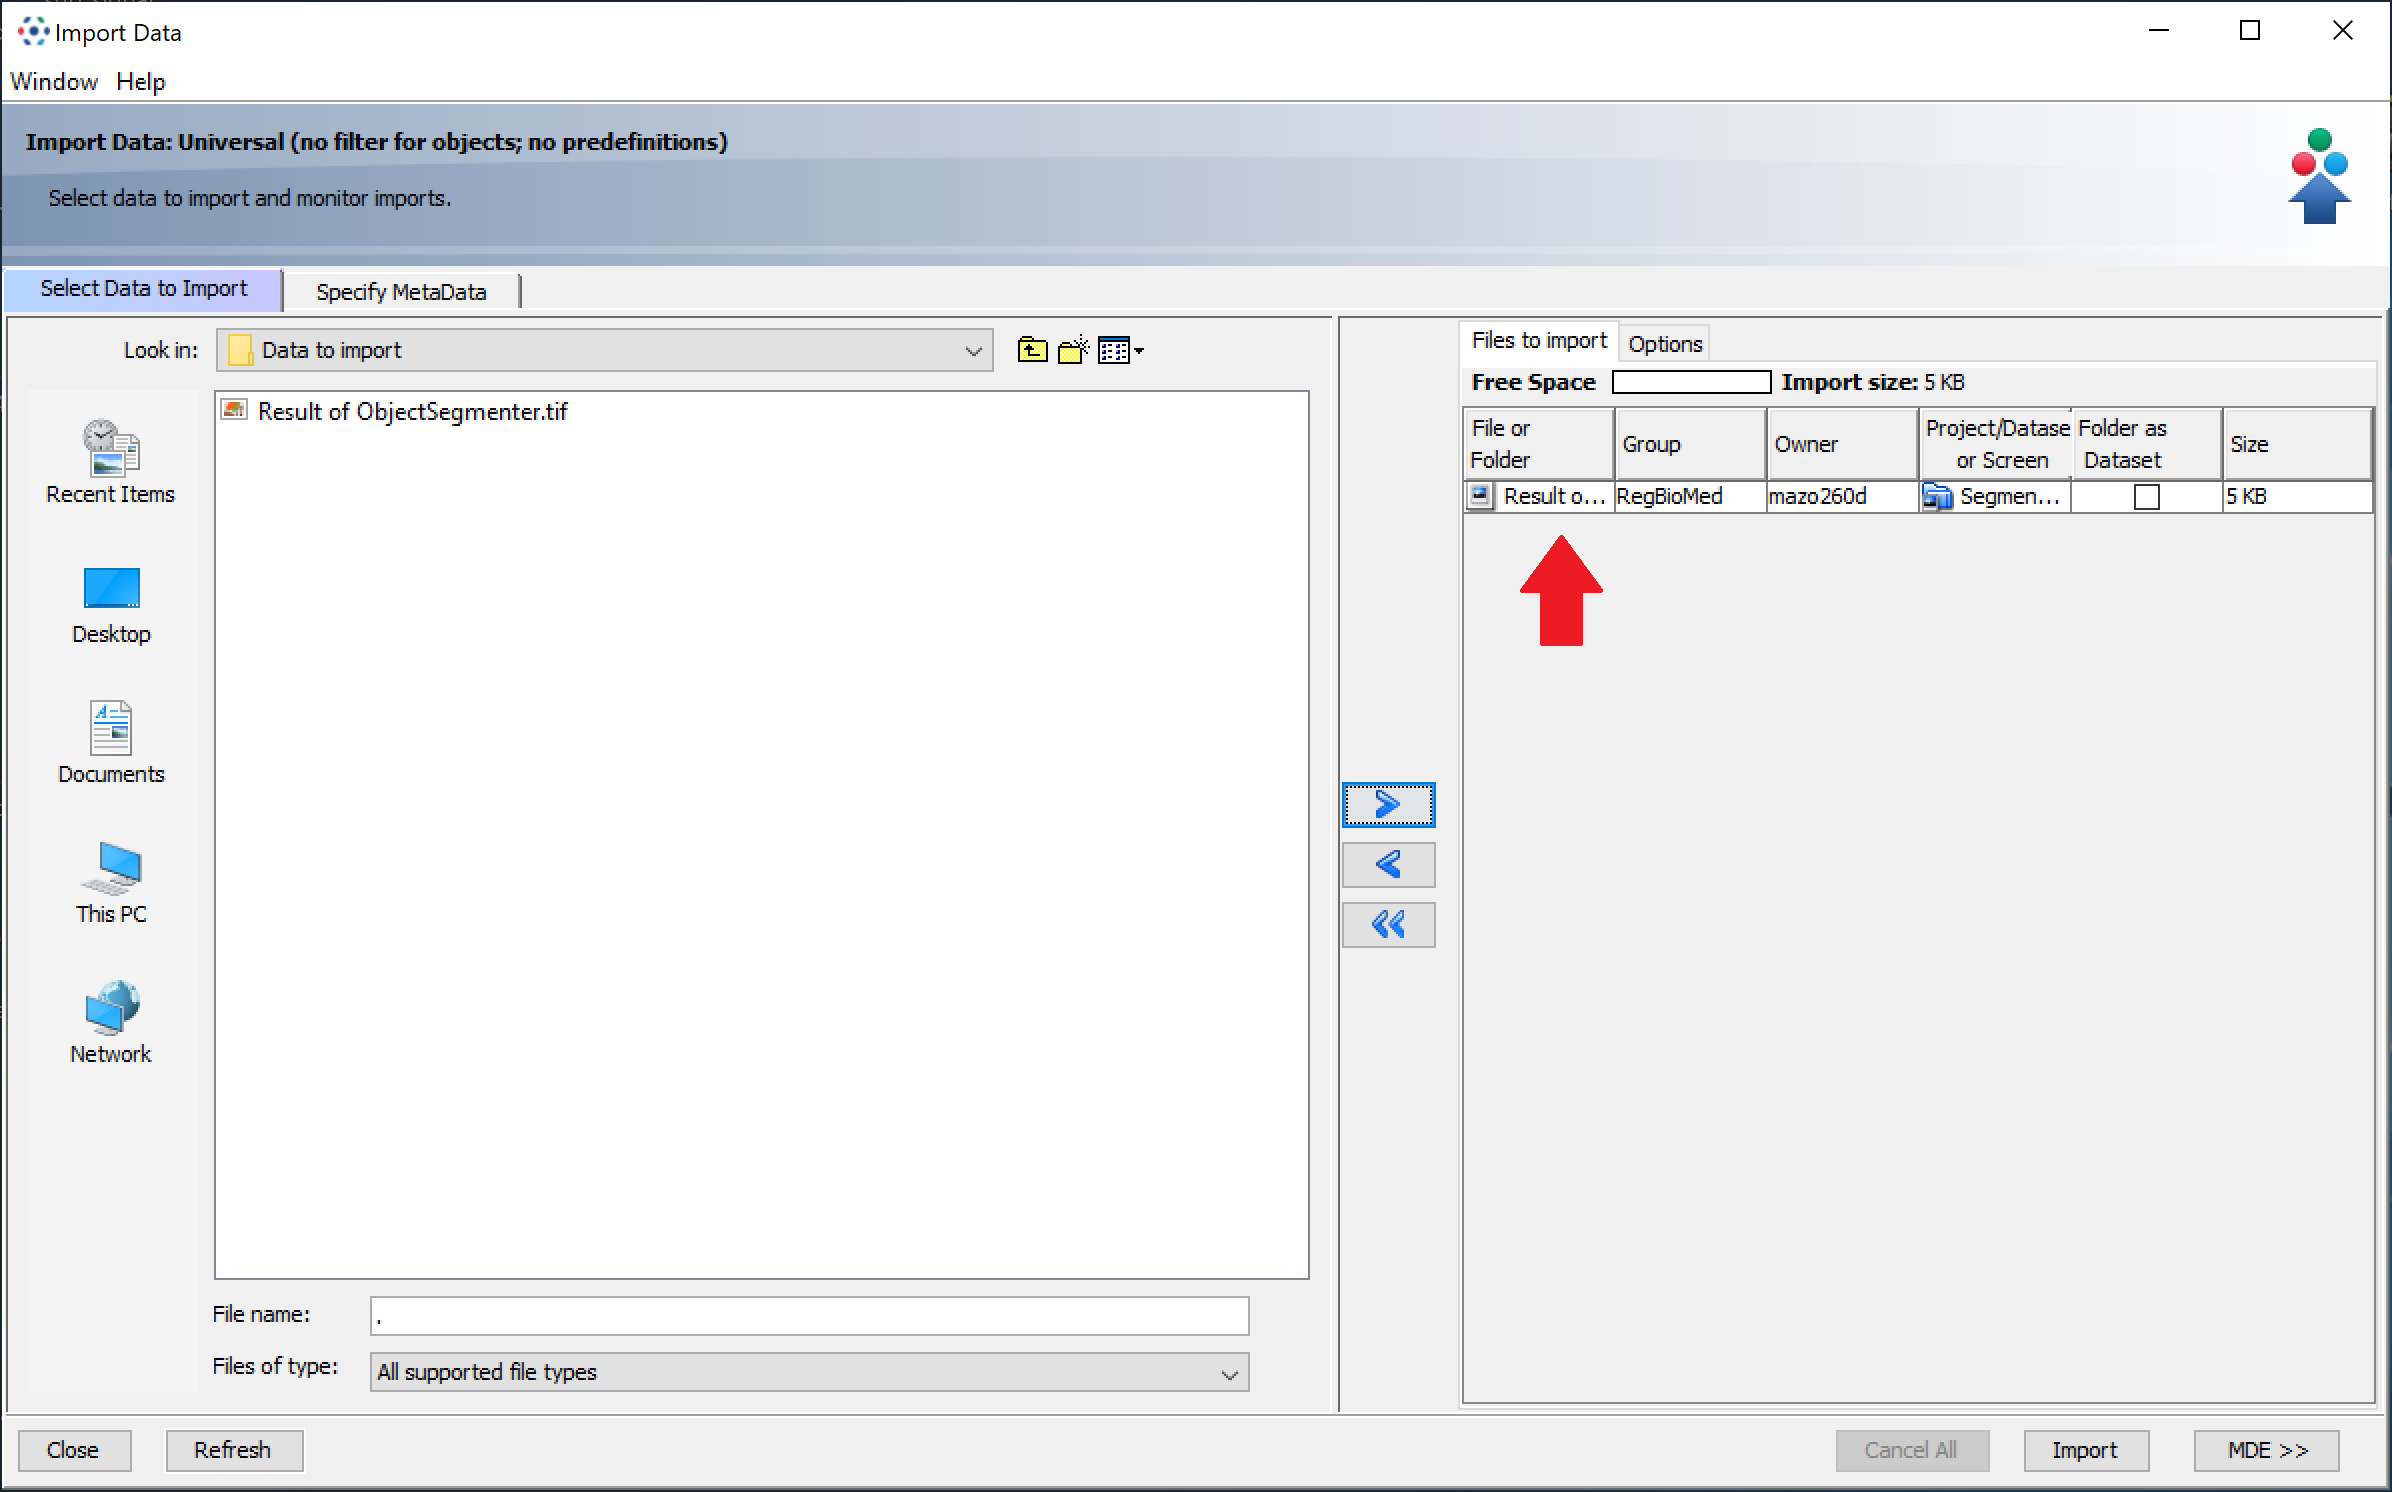 Import Data
Window Help
Import Data: Universal (no filter for objects; no predefinitions)
Select data to import and monitor imports.
Select Data to Import
Specify MetaData
Look in:
Data to import
Recent Items
Desktop
Documents
This PC
Network
Result of ObjectSegmenter.tif
File name:
.
Files of type:
All supported file types
Files to import
Options
Free Space
Import size: 5 KB
File or Folder
Group
Owner
Project/Datase or Screen
Folder as Dataset
Size
Result o...
RegBioMed
mazo260d
Segmen...
5 KB
Close
Refresh
Cancel All
Import
MDE >>